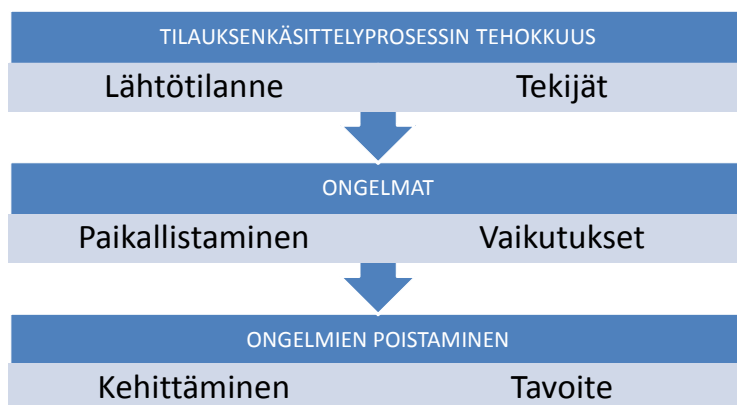 TILAUKSENKÄSITTELYPROSESSIN TEHOKKUUS
Lähtötilanne Tekijät
ONGELMAT
Paikallistaminen Vaikutukset
ONGELMIEN POISTAMINEN
Kehittäminen Tavoite